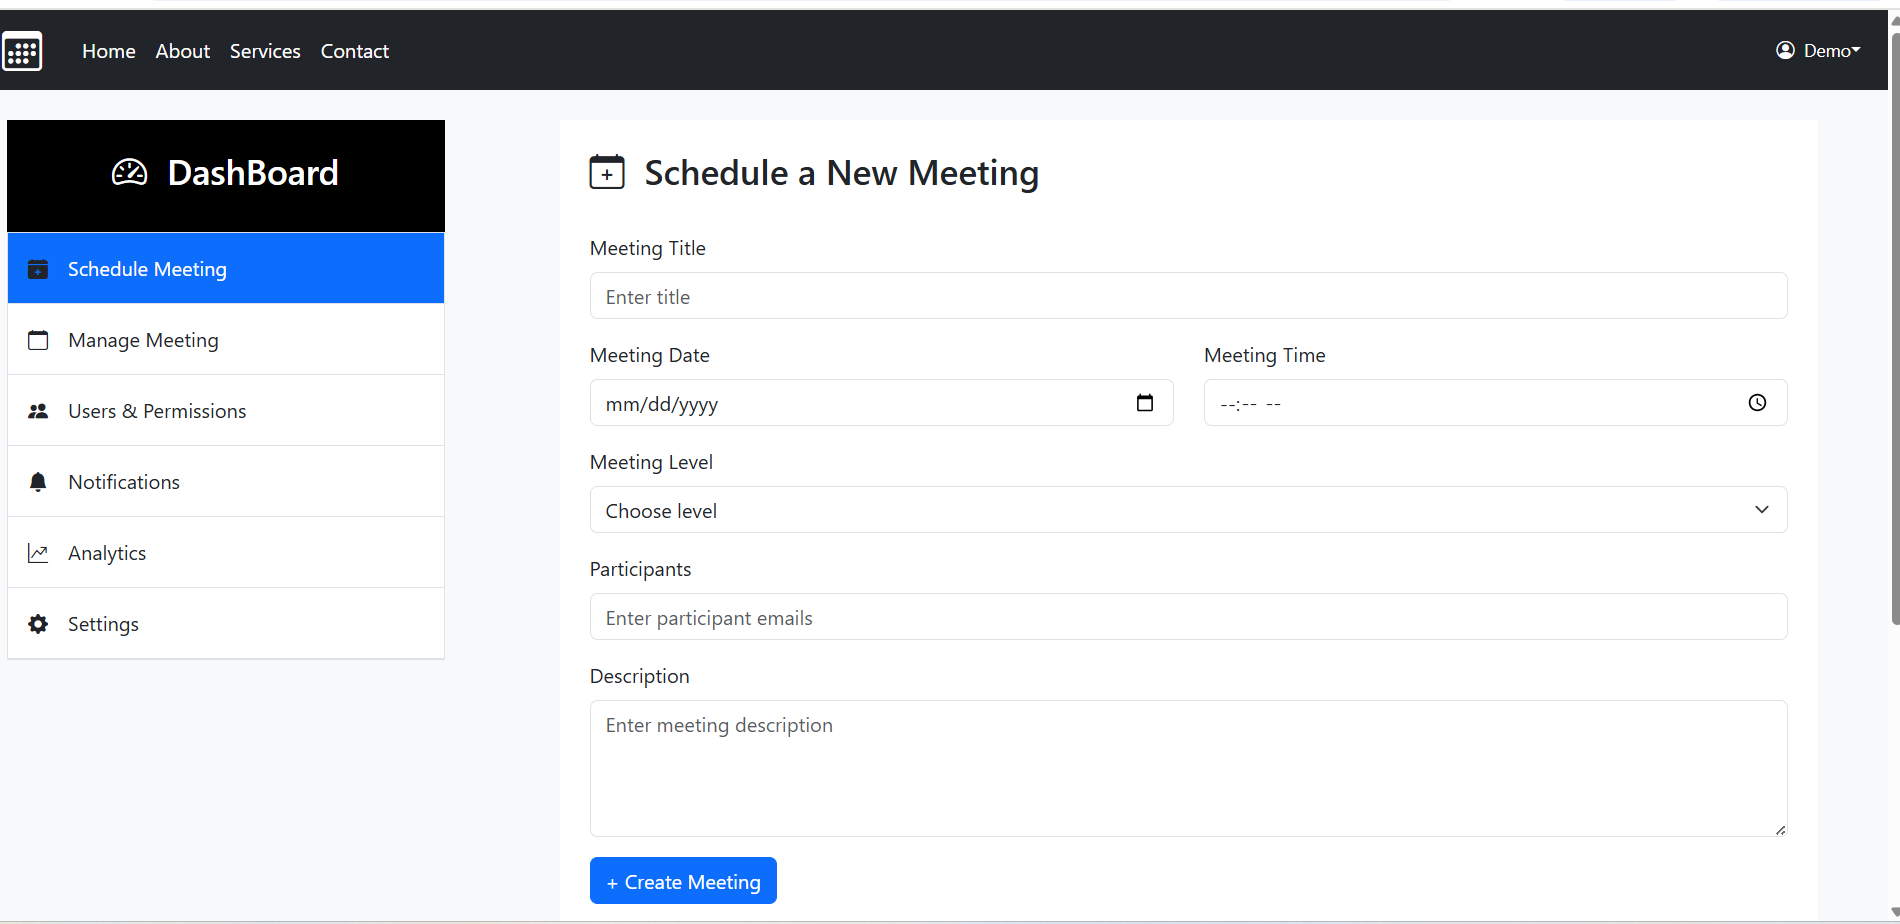 Home About Services Contact Demo
DashBoard
Schedule Meeting
Manage Meeting
Users & Permissions
Notifications
Analytics
Settings
Schedule a New Meeting
Meeting Title
Enter title
Meeting Date
mm/dd/yyyy
Meeting Time
--:-- --
Meeting Level
Choose level
Participants
Enter participant emails
Description
Enter meeting description
+ Create Meeting